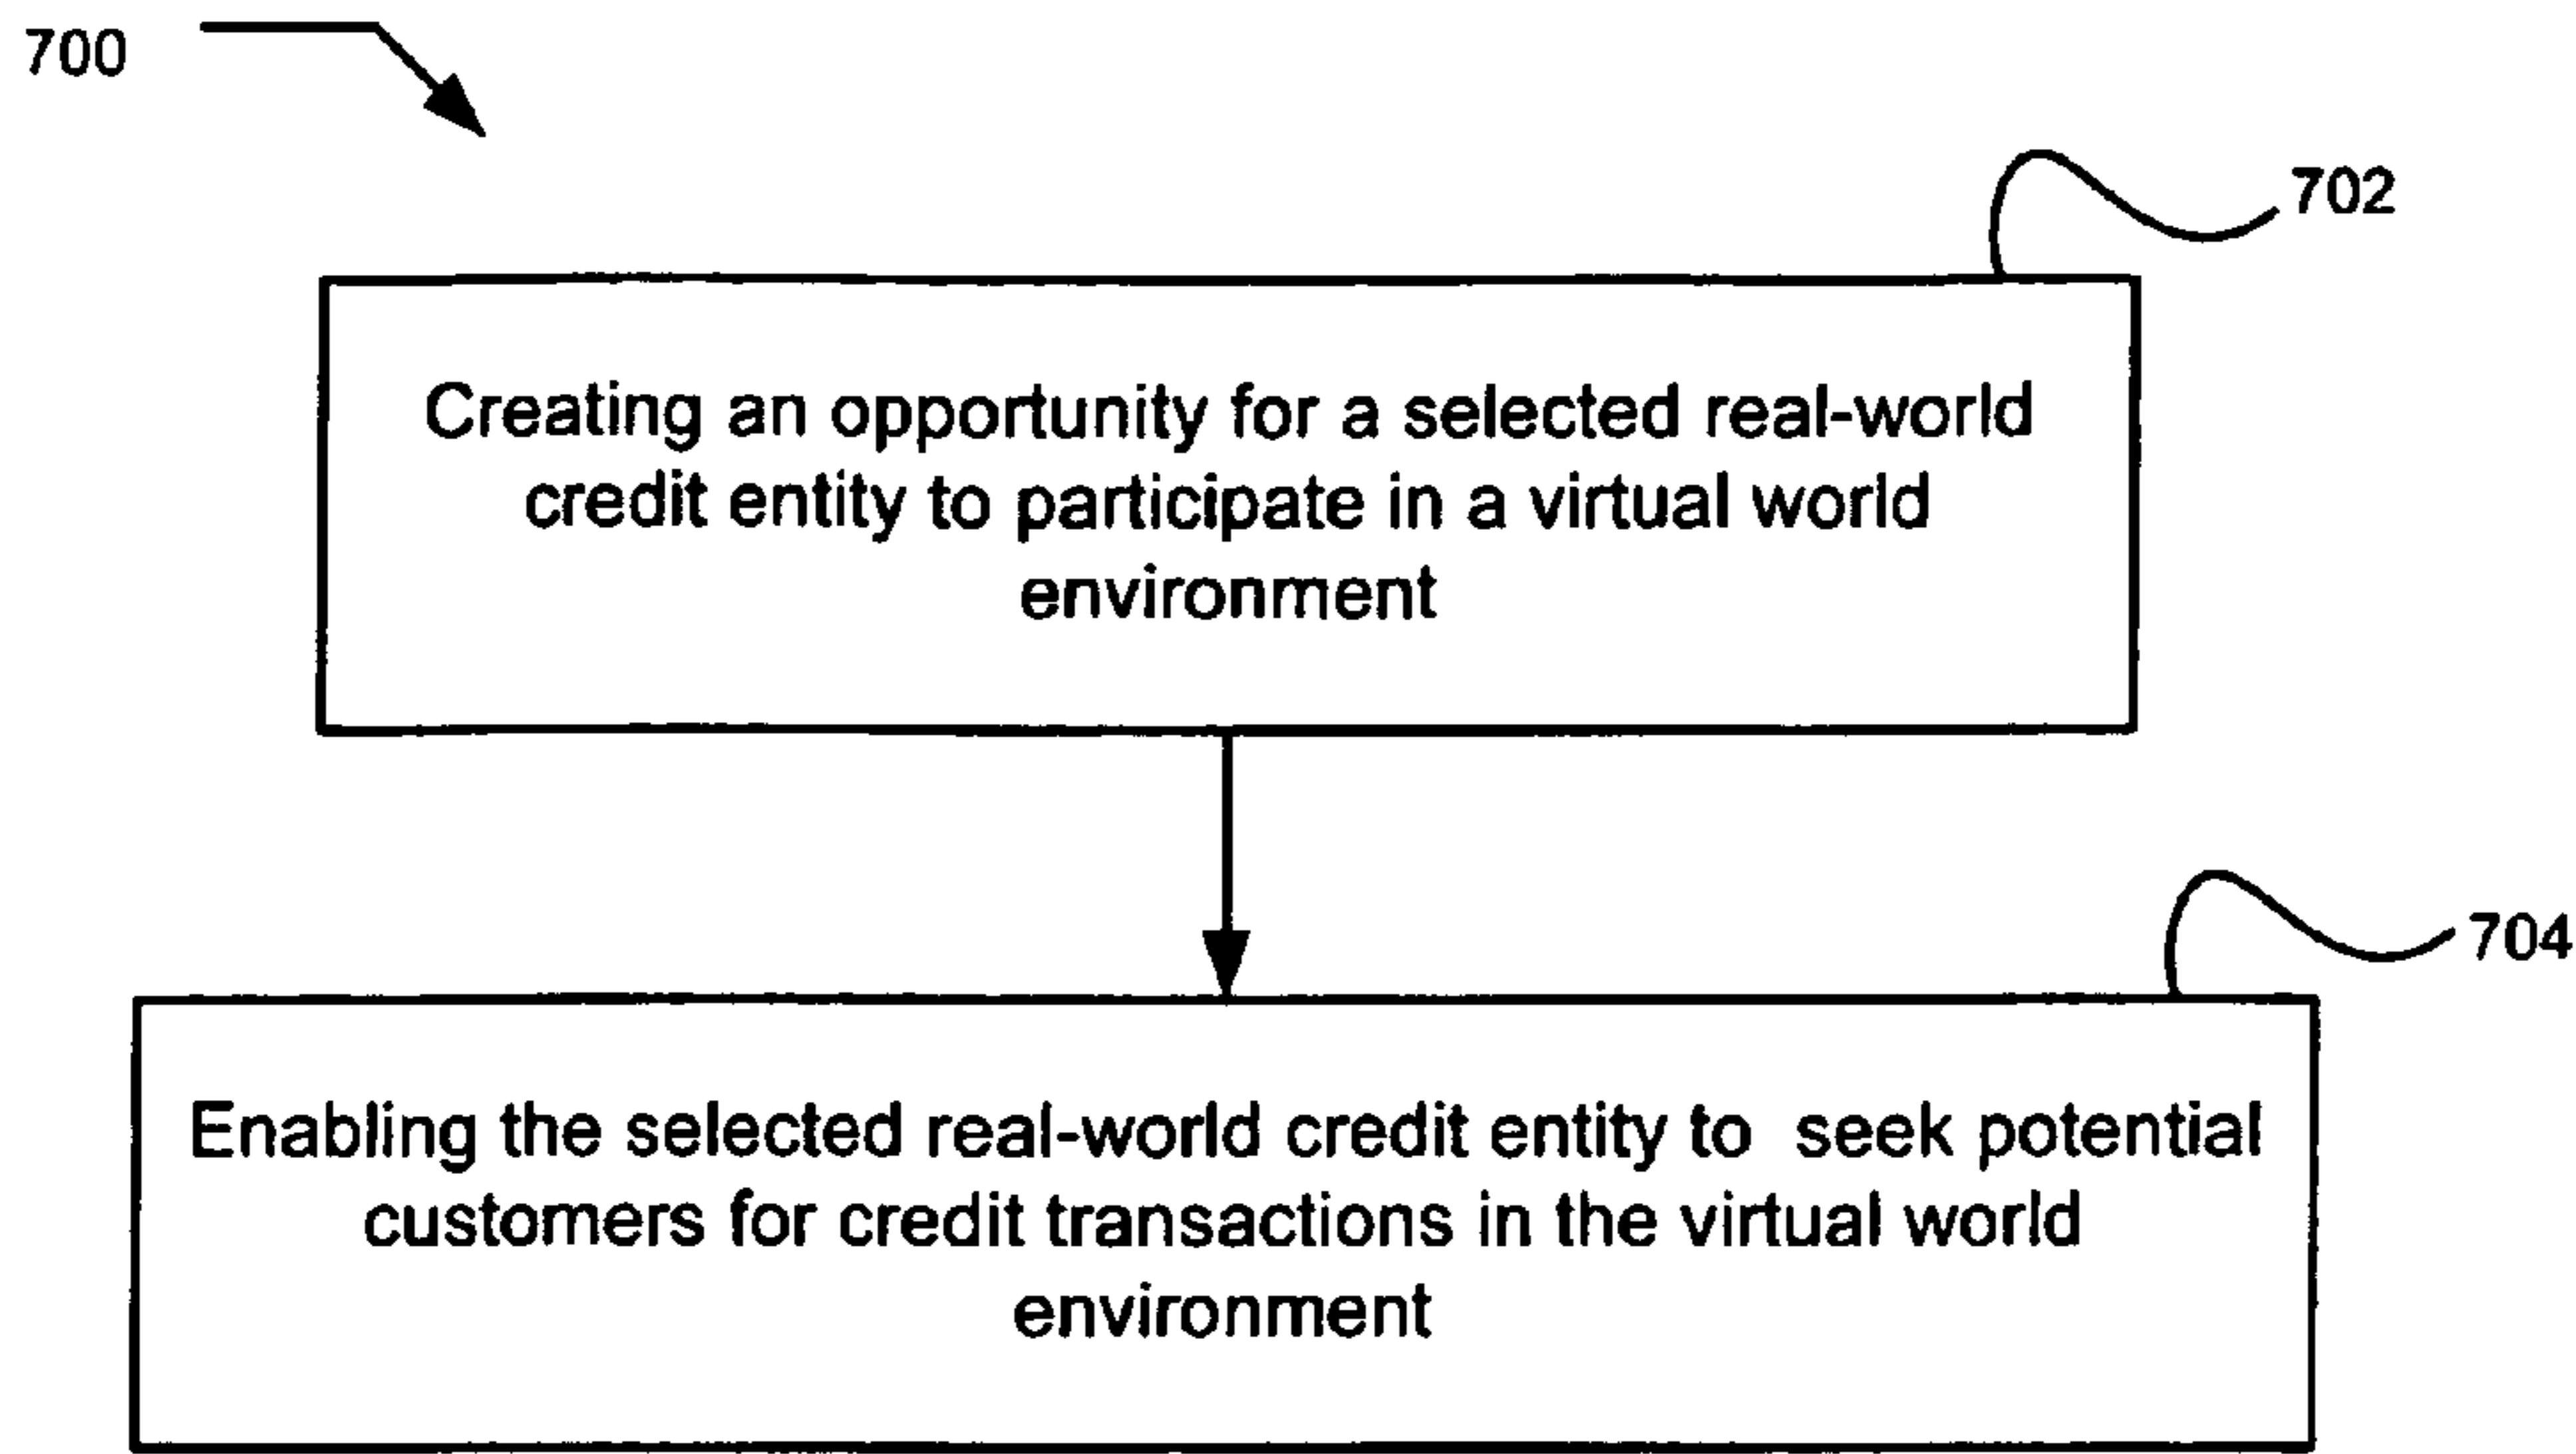 700
702
Creating an opportunity for a selected real-world
credit entity to participate in a virtual world
environment
704
Enabling the selected real-world credit entity to seek potential
customers for credit transactions in the virtual world
environment